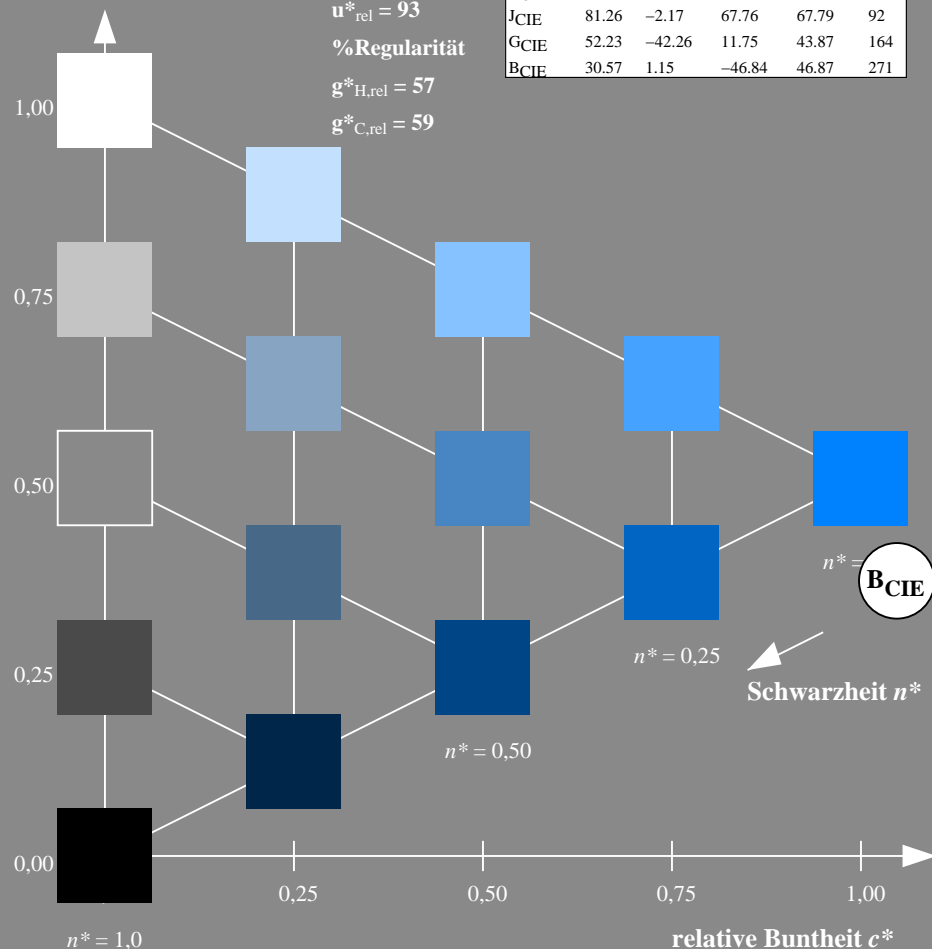 u*rel = 93
%Regularität
g*H,rel = 57
g*C,rel = 59
JCIE 81.26 −2.17 67.76 67.79 92
GCIE 52.23 −42.26 11.75 43.87 164
BCIE 30.57 1.15 −46.84 46.87 271
1,00
0,75
0,50
n* =
BCIE
n* = 0,25
0,25
Schwarzheit n*
n* = 0,50
0,00
0,25 0,50 0,75 1,00
n* = 1,0
relative Buntheit c*